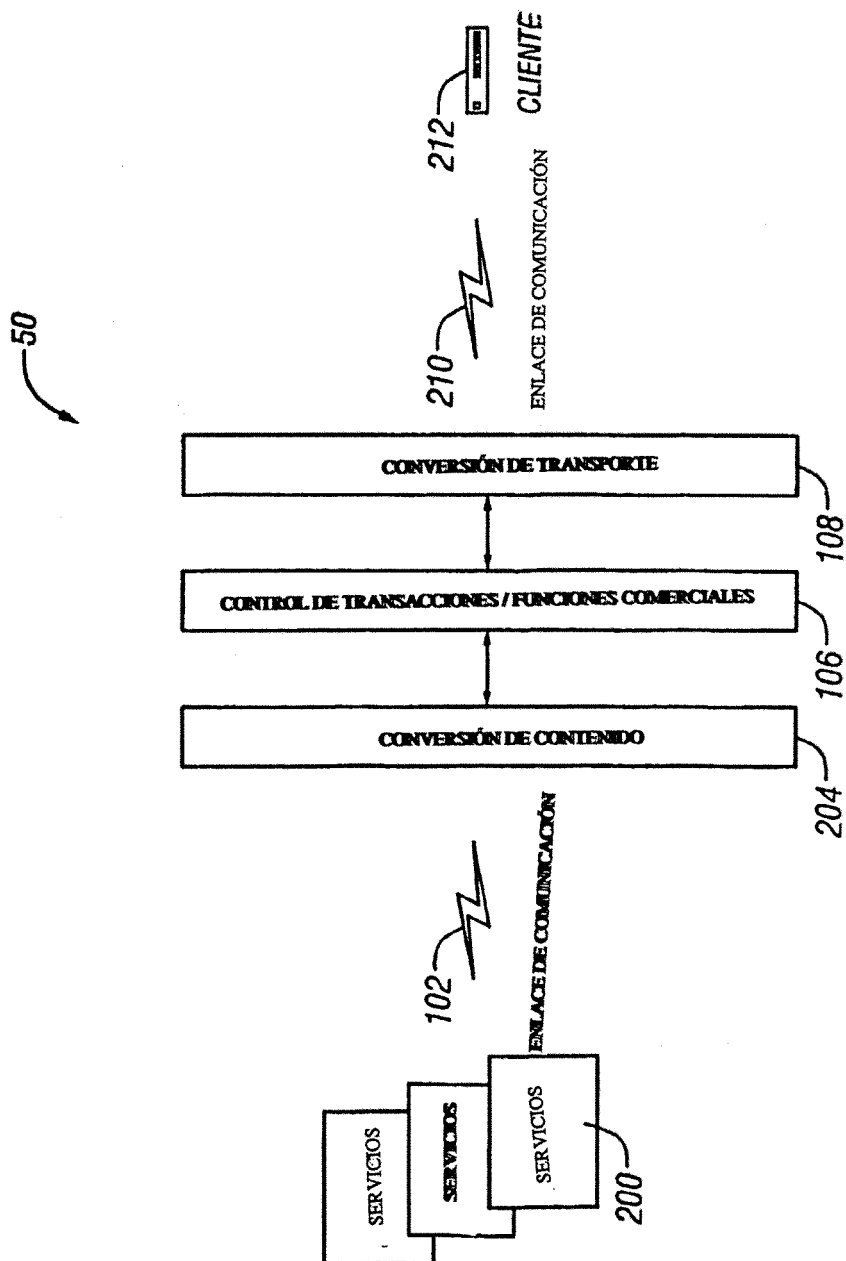 50
212
CLIENTE
210
ENLACE DE COMUNICACIÓN
CONVERSIÓN DE TRANSPORTE
108
CONTROL DE TRANSACCIONES / FUNCIONES COMERCIALES
106
CONVERSIÓN DE CONTENIDO
204
102
ENLACE DE COMUNICACIÓN
SERVICIOS
SERVICIOS
SERVICIOS
200